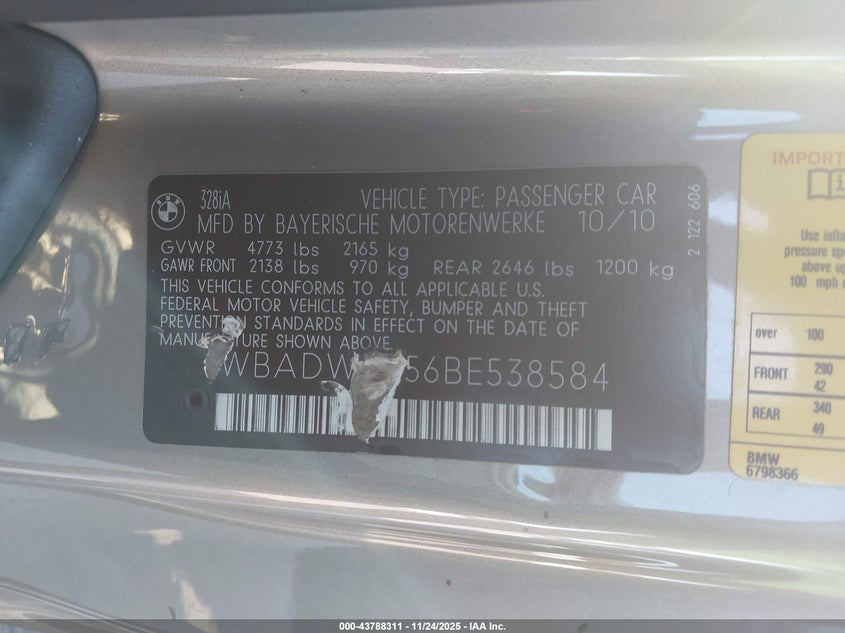 328iA VEHICLE TYPE: PASSENGER CAR
MFD BY BAYERISCHE MOTORENWERKE 10/10
GVWR 4773 lbs 2165 kg
GAWR FRONT 2138 lbs 970 kg REAR 2646 lbs 1200 kg
THIS VEHICLE CONFORMS TO ALL APPLICABLE U.S.
FEDERAL MOTOR VEHICLE SAFETY, BUMPER AND THEFT
PREVENTION STANDARDS IN EFFECT ON THE DATE OF
MANUFACTURE SHOWN ABOVE
WBADW 56BE538584
2 122 606
IMPORT
Use infla
pressure spe
above up
100 mph
over 100
FRONT 290
42
REAR 340
49
BMW
6798366
000-43788311 - 11/24/2025 - IAA Inc.